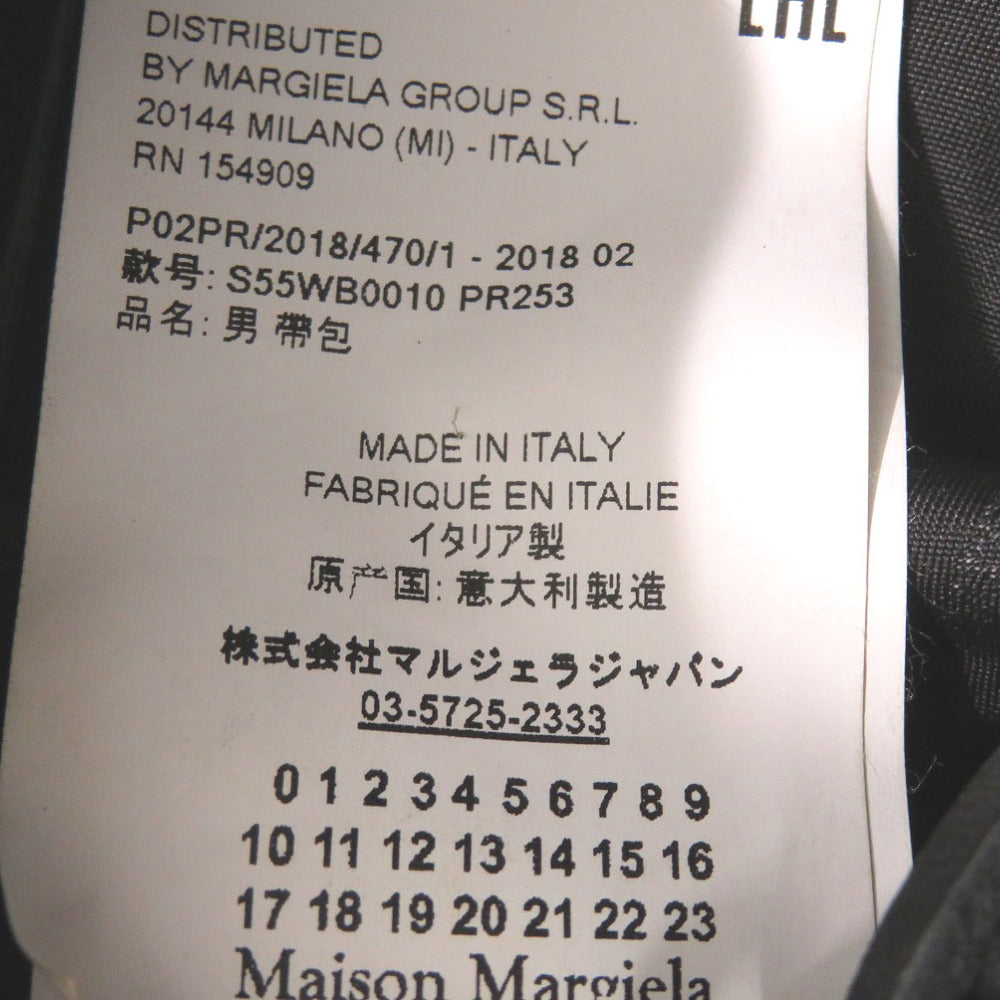 EAC
DISTRIBUTED
BY MARGIELA GROUP S.R.L.
20144 MILANO (MI) - ITALY
RN 154909
P02PR/2018/470/1 - 2018 02
款号: S55WB0010 PR253
品名: 男 帶包
MADE IN ITALY
FABRIQUÉ EN ITALIE
イタリア製
原产国: 意大利製造
株式会社マルジェラジャパン
03-5725-2333
0 1 2 3 4 5 6 7 8 9
10 11 12 13 14 15 16
17 18 19 20 21 22 23
Maison Margiela